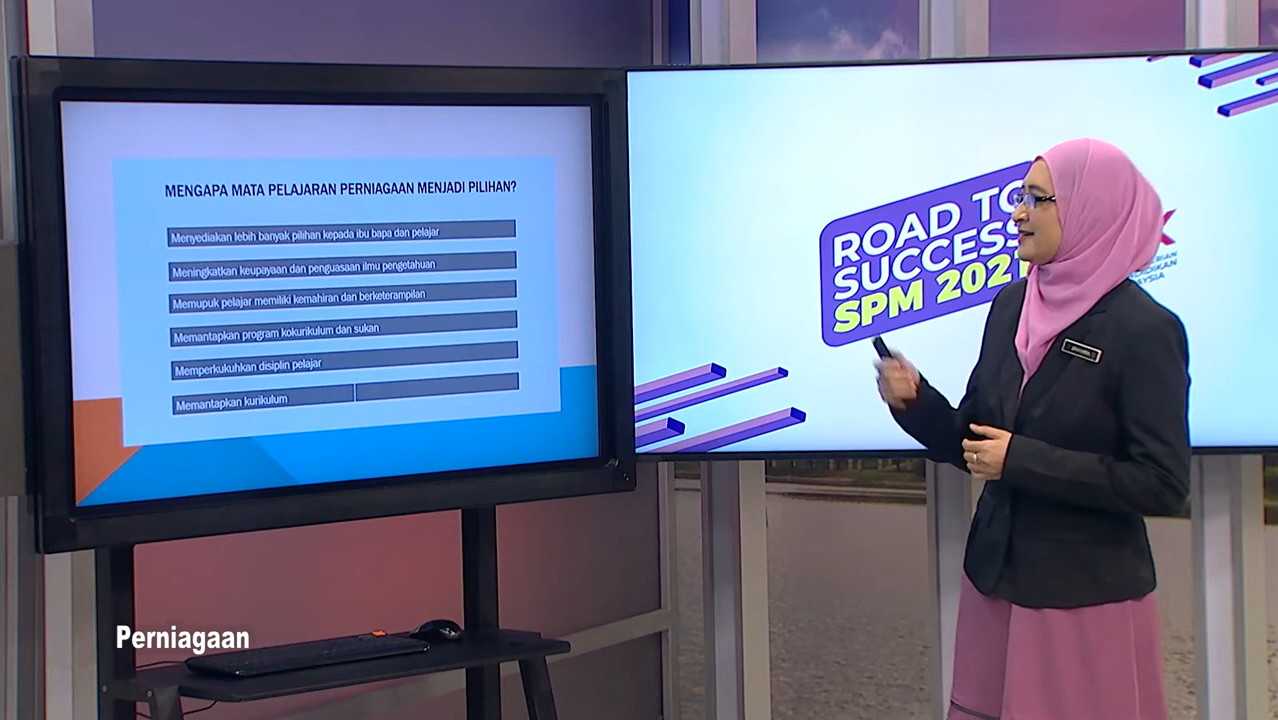 MENGAPA MATA PELAJARAN PERNIAGAAN MENJADI PILIHAN?
Menyediakan lebih banyak pilihan kepada ibu bapa dan pelajar
Meningkatkan keupayaan dan penguasaan ilmu pengetahuan
Memupuk pelajar memiliki kemahiran dan berketerampilan
Memantapkan program kokurikulum dan sukan
Memperkukuhkan disiplin pelajar
Memantapkan kurikulum
ROAD TO
SUCCESS
SPM 2021
Perniagaan